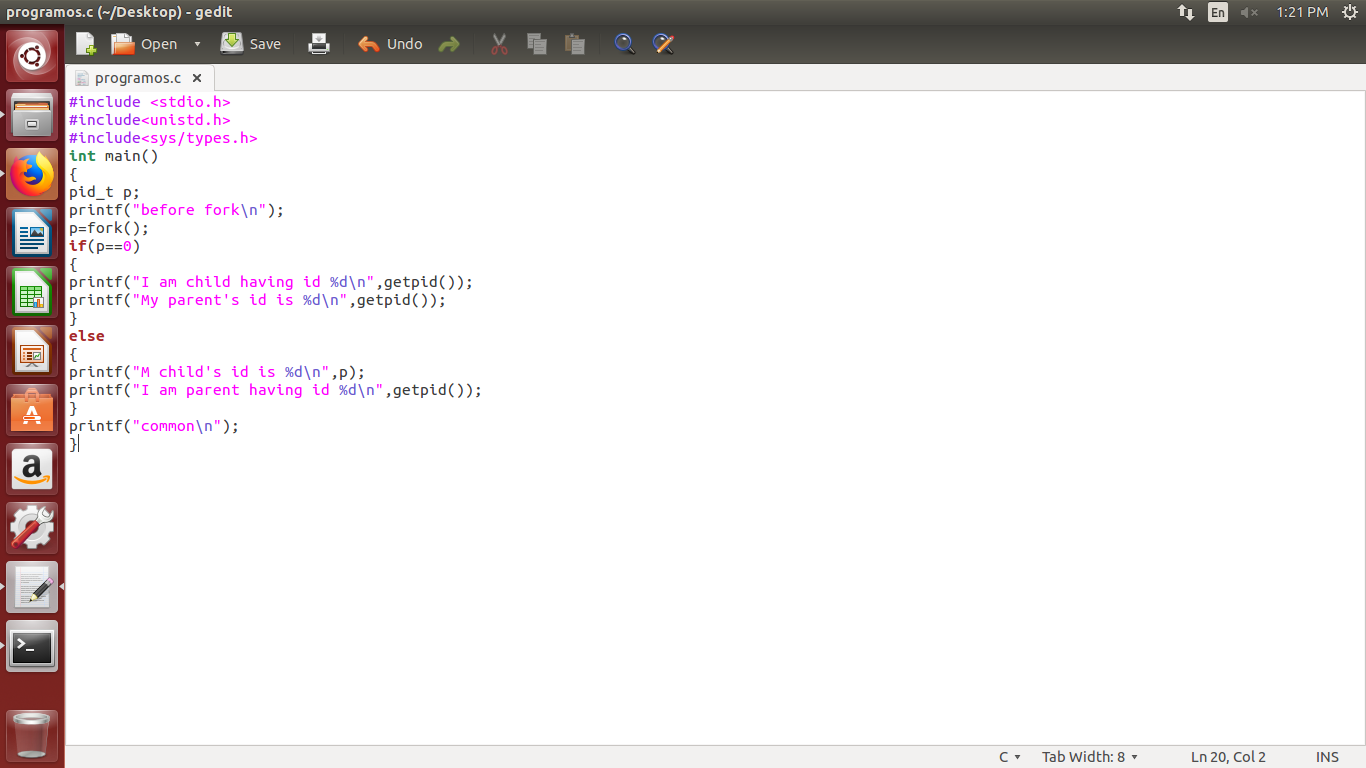 programos.c (~/Desktop) - gedit
En
1:21 PM
Open
Save
Undo
programos.c
#include <stdio.h>
#include<unistd.h>
#include<sys/types.h>
int main()
{
pid_t p;
printf("before fork\n");
p=fork();
if(p==0)
{
printf("I am child having id %d\n",getpid());
printf("My parent's id is %d\n",getpid());
}
else
{
printf("M child's id is %d\n",p);
printf("I am parent having id %d\n",getpid());
}
printf("common\n");
}
C
Tab Width: 8
Ln 20, Col 2
INS